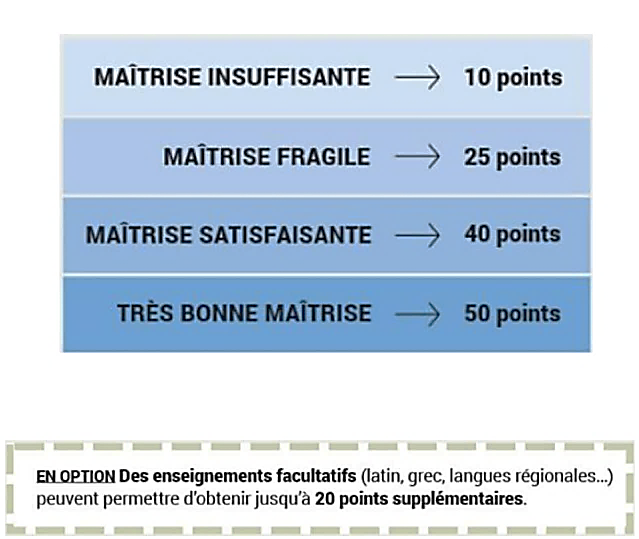 MAÎTRISE INSUFFISANTE → 10 points
MAÎTRISE FRAGILE → 25 points
MAÎTRISE SATISFAISANTE → 40 points
TRÈS BONNE MAÎTRISE → 50 points
EN OPTION Des enseignements facultatifs (latin, grec, langues régionales...)
peuvent permettre d'obtenir jusqu'à 20 points supplémentaires.